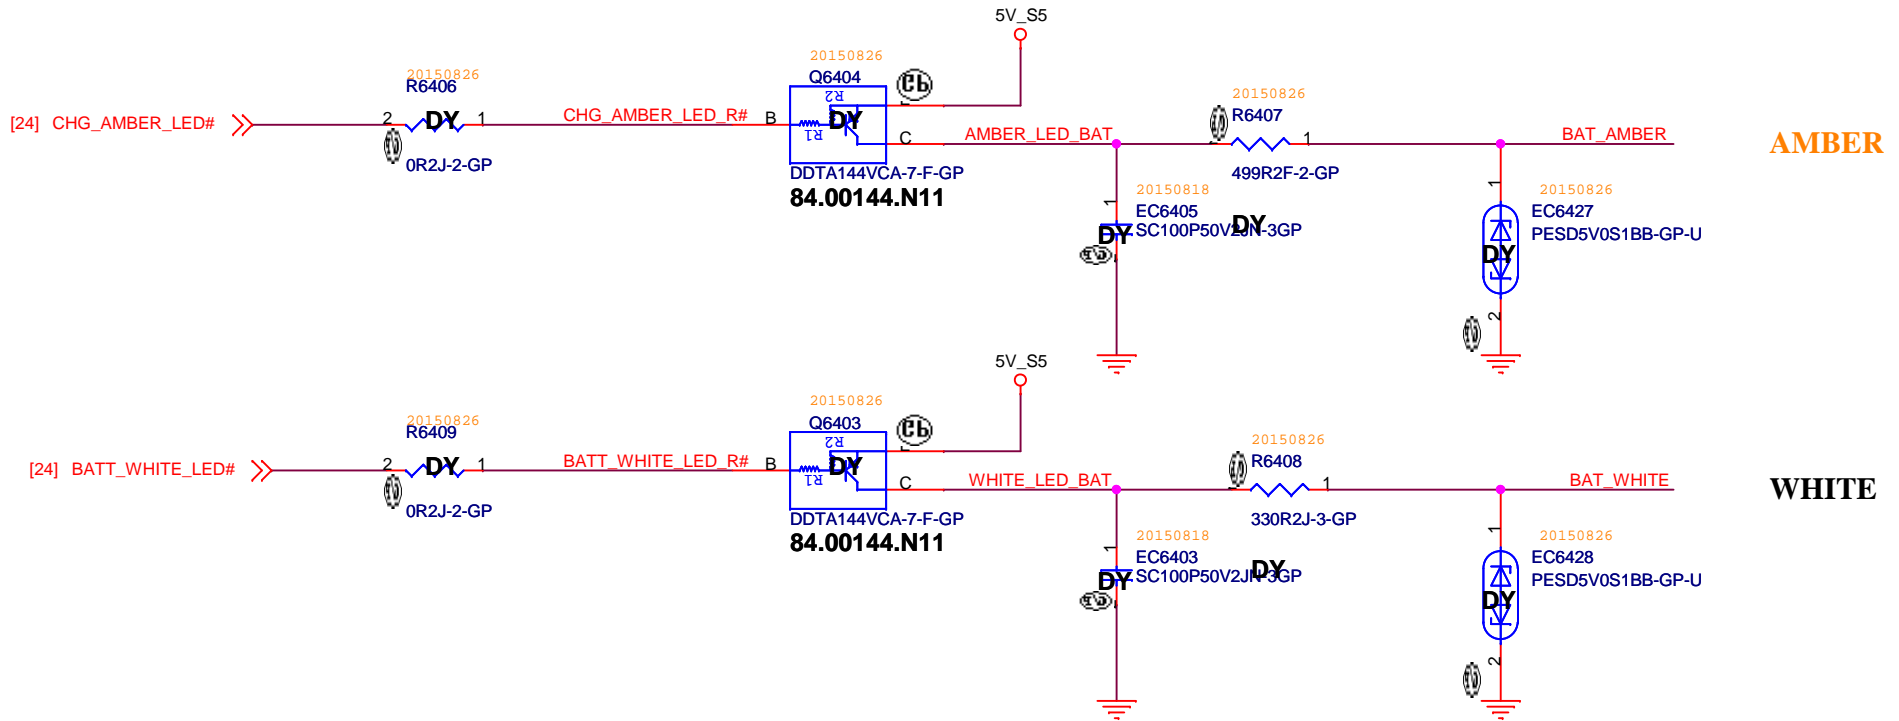 5V_S5
20150826
R6406
[24] CHG_AMBER_LED#
2
DY
1
0R2J-2-GP
CHG_AMBER_LED_R#
20150826
Q6404
B
R2
R1
DY
C
DDTA144VCA-7-F-GP
84.00144.N11
AMBER_LED_BAT
20150826
R6407
1
499R2F-2-GP
DY
BAT_AMBER
AMBER
20150818
1
EC6405
SC100P50V2JN-3GP
DY
20150826
1
EC6427
PESD5V0S1BB-GP-U
DY
2
5V_S5
20150826
R6409
[24] BATT_WHITE_LED#
2
DY
1
0R2J-2-GP
BATT_WHITE_LED_R#
20150826
Q6403
B
R2
R1
DY
C
DDTA144VCA-7-F-GP
84.00144.N11
WHITE_LED_BAT
20150826
R6408
1
330R2J-3-GP
DY
BAT_WHITE
WHITE
20150818
1
EC6403
SC100P50V2JN-3GP
DY
20150826
1
EC6428
PESD5V0S1BB-GP-U
DY
2